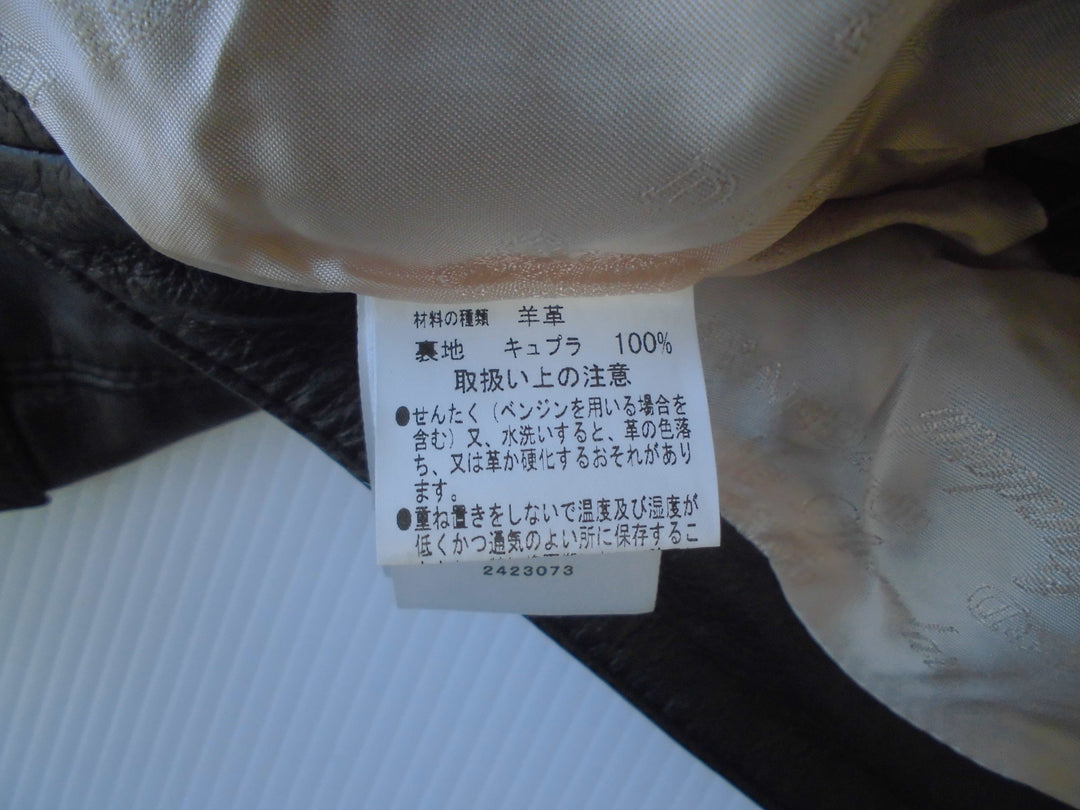 材料の種類 羊革
裏地 キュプラ 100%
取扱い上の注意
●せんたく（ベンジンを用いる場合を
含む）又、水洗いすると、革の色落
ち、又は革が硬化するおそれがあり
ます。
●重ね置きをしないで温度及び湿度が
低くかつ通気のよい所に保存するこ
2423073